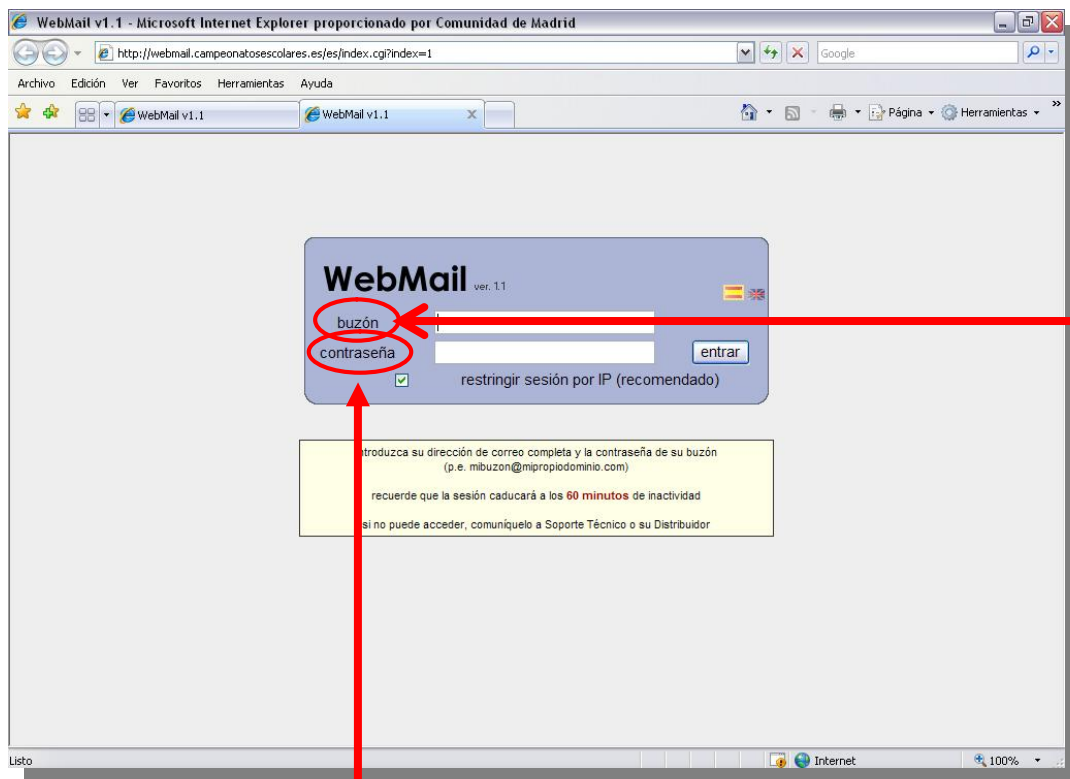 WebMail v1.1 - Microsoft Internet Explorer proporcionado por Comunidad de Madrid
http://webmail.campeonatosescolares.es/es/index.cgi?index=1
Google
Archivo Edición Ver Favoritos Herramientas Ayuda
WebMail v1.1 WebMail v1.1 Página Herramientas »
WebMail ver. 1.1
buzón
contraseña entrar
restringir sesión por IP (recomendado)
introduzca su dirección de correo completa y la contraseña de su buzón
(p.e. mibuzon@mipropiodominio.com)
recuerde que la sesión caducará a los 60 minutos de inactividad
si no puede acceder, comuníquelo a Soporte Técnico o su Distribuidor
Listo Internet 100%